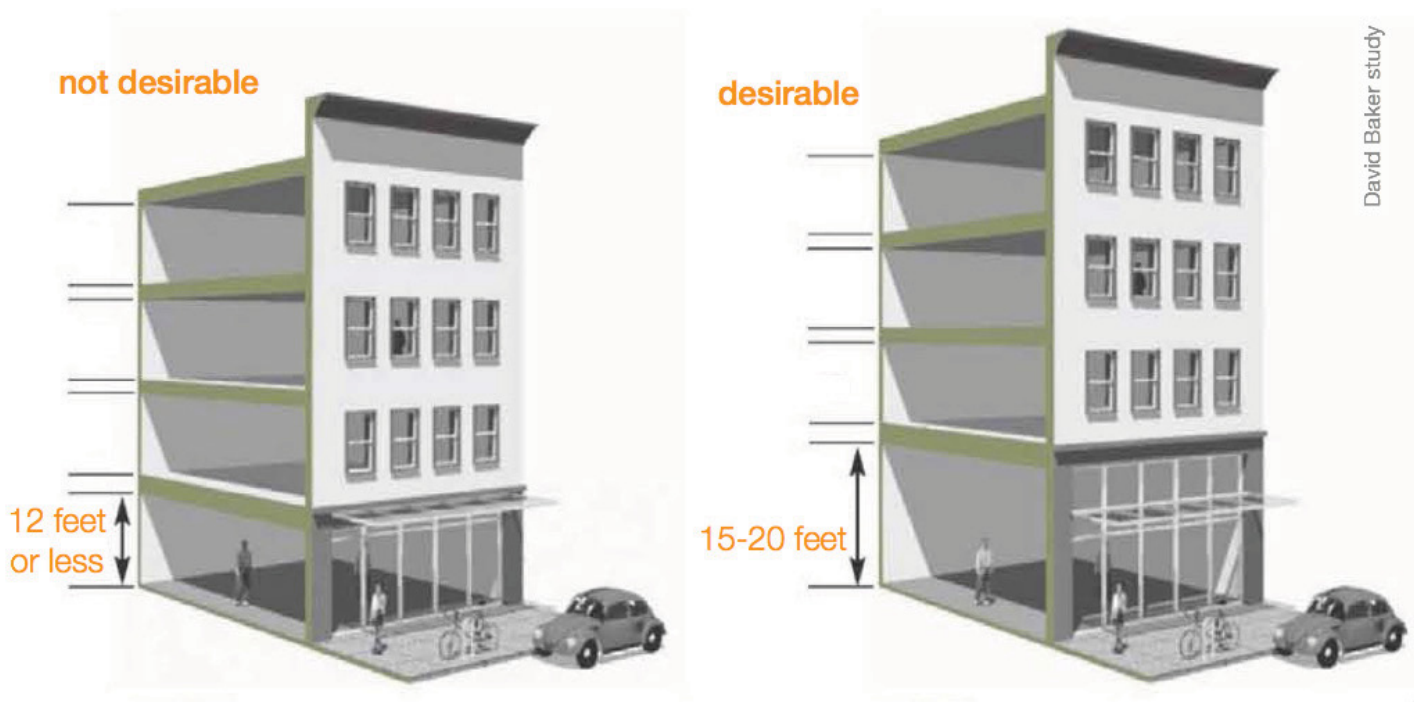 not desirable
desirable
David Baker study
12 feet
or less
15-20 feet